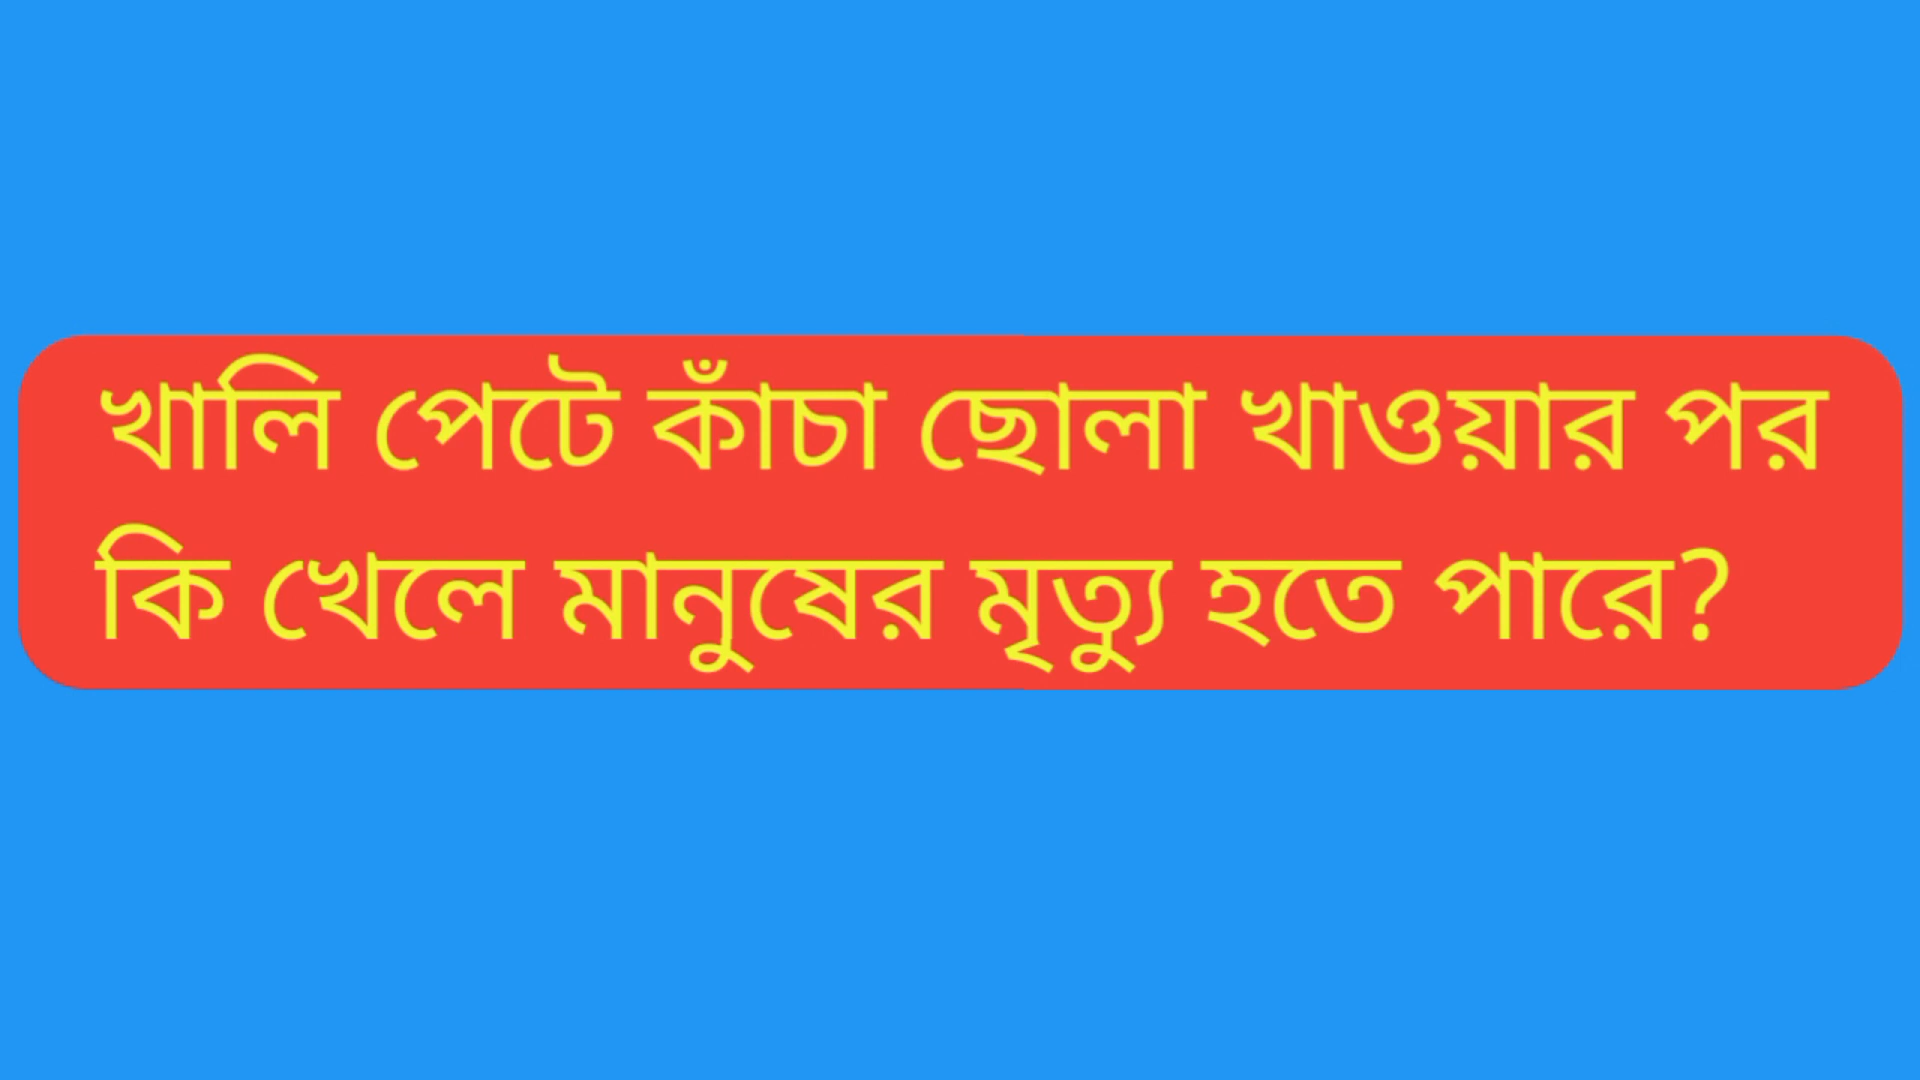 খালি পেটে কাঁচা ছোলা খাওয়ার পর
কি খেলে মানুষের মৃত্যু হতে পারে?